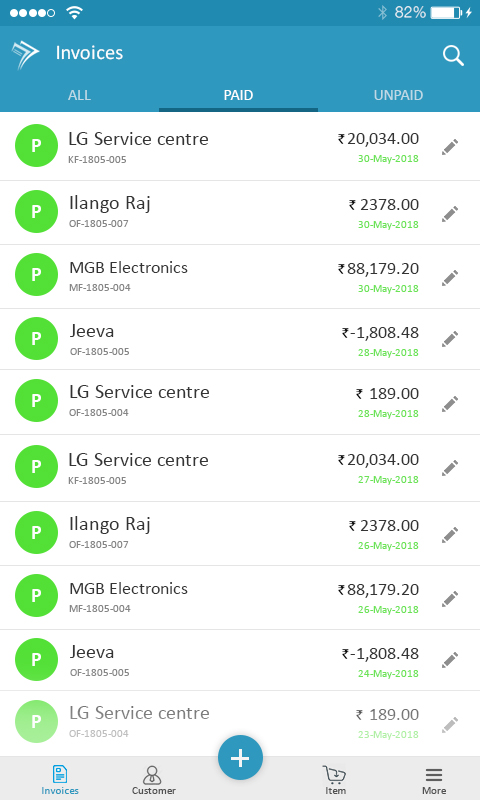 82%
Invoices
ALL PAID UNPAID
P LG Service centre ₹20,034.00
KF-1805-005 30-May-2018
P Ilango Raj ₹ 2378.00
OF-1805-007 30-May-2018
P MGB Electronics ₹88,179.20
MF-1805-004 30-May-2018
P Jeeva ₹-1,808.48
OF-1805-005 28-May-2018
P LG Service centre ₹ 189.00
OF-1805-004 28-May-2018
P LG Service centre ₹20,034.00
KF-1805-005 27-May-2018
P Ilango Raj ₹ 2378.00
OF-1805-007 26-May-2018
P MGB Electronics ₹88,179.20
MF-1805-004 26-May-2018
P Jeeva ₹-1,808.48
OF-1805-005 24-May-2018
P LG Service centre ₹ 189.00
OF-1805-004 23-May-2018
+
Invoices Customer Item More